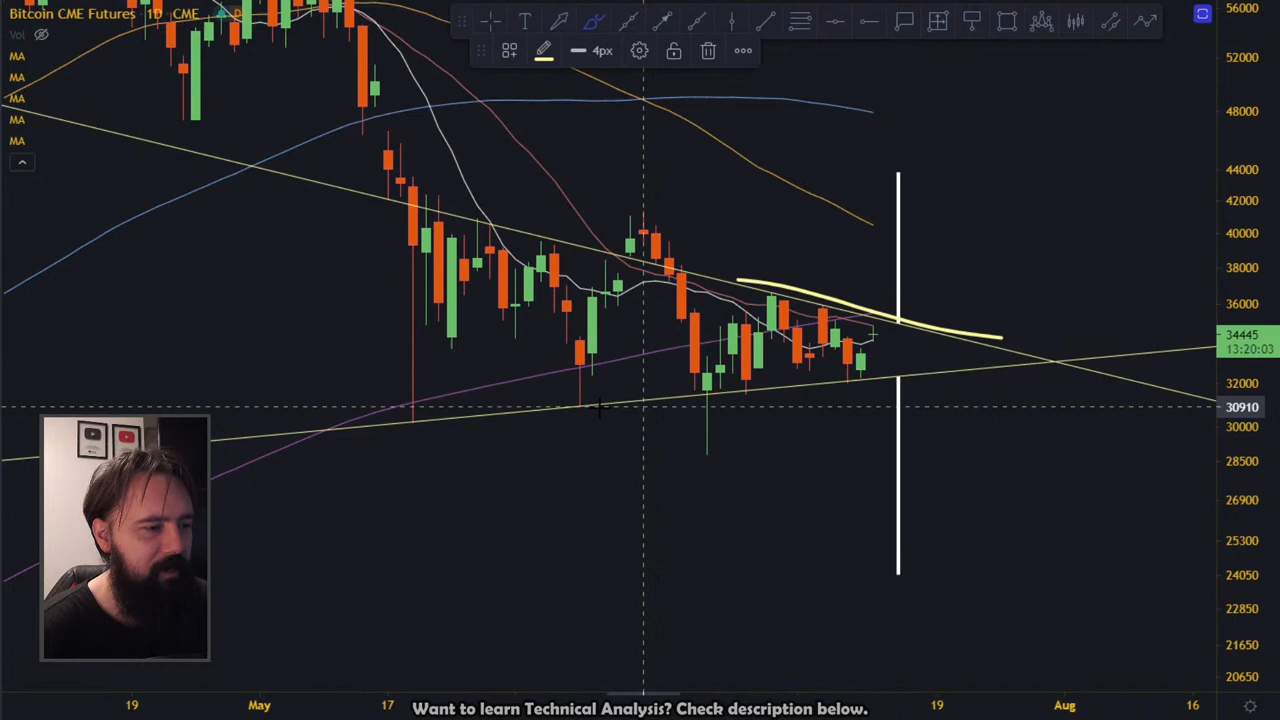 Bitcoin CME Futures 1D CME D
Vol
MA
MA
MA
MA
MA
T
4px
56000
52000
48000
44000
42000
40000
38000
36000
34445
13:20:03
32000
30910
30000
28500
26900
25300
24050
22850
21650
20650
19
May
17
19
Aug
16
Want to learn Technical Analysis? Check description below.